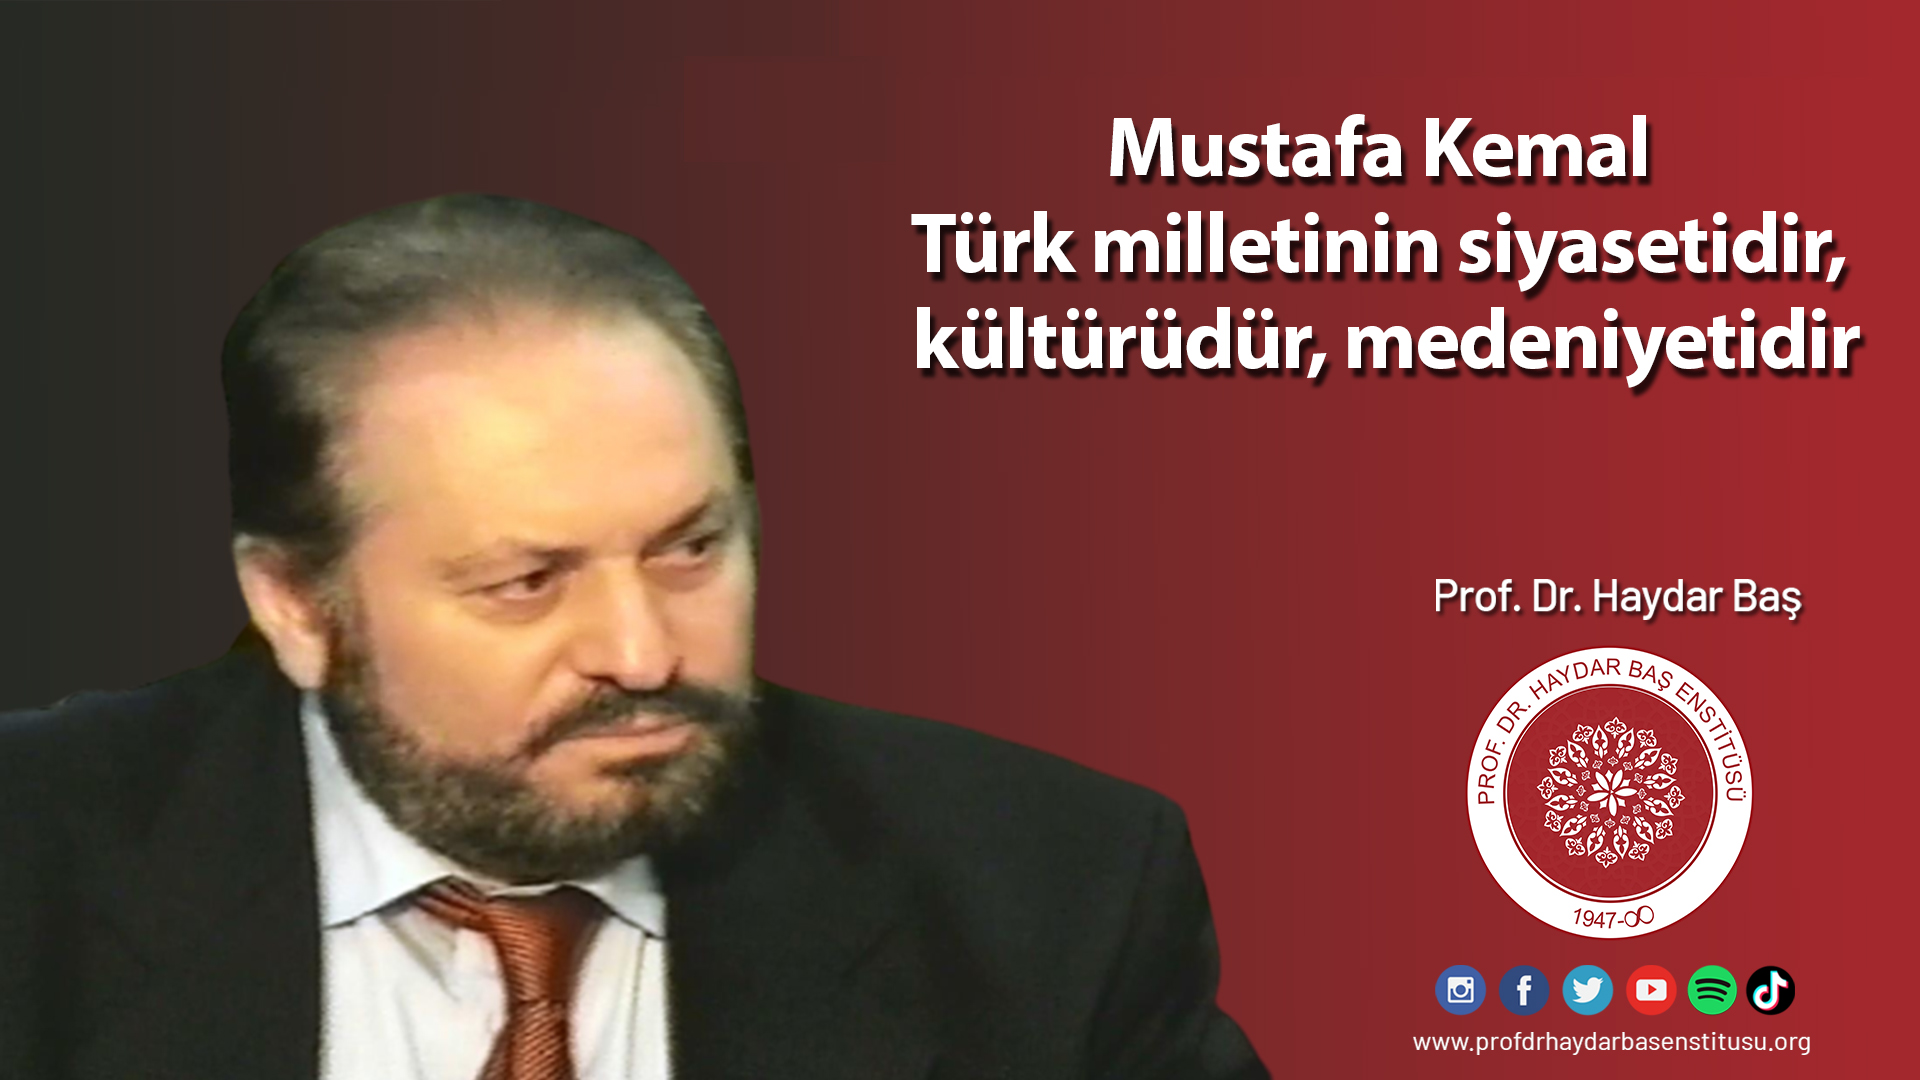 Mustafa Kemal
Türk milletinin siyasetidir,
kültürüdür, medeniyetidir
Prof. Dr. Haydar Baş
PROF. DR. HAYDAR BAŞ ENSTİTÜSÜ
1947-∞
www.profdrhaydarbasenstitusu.org